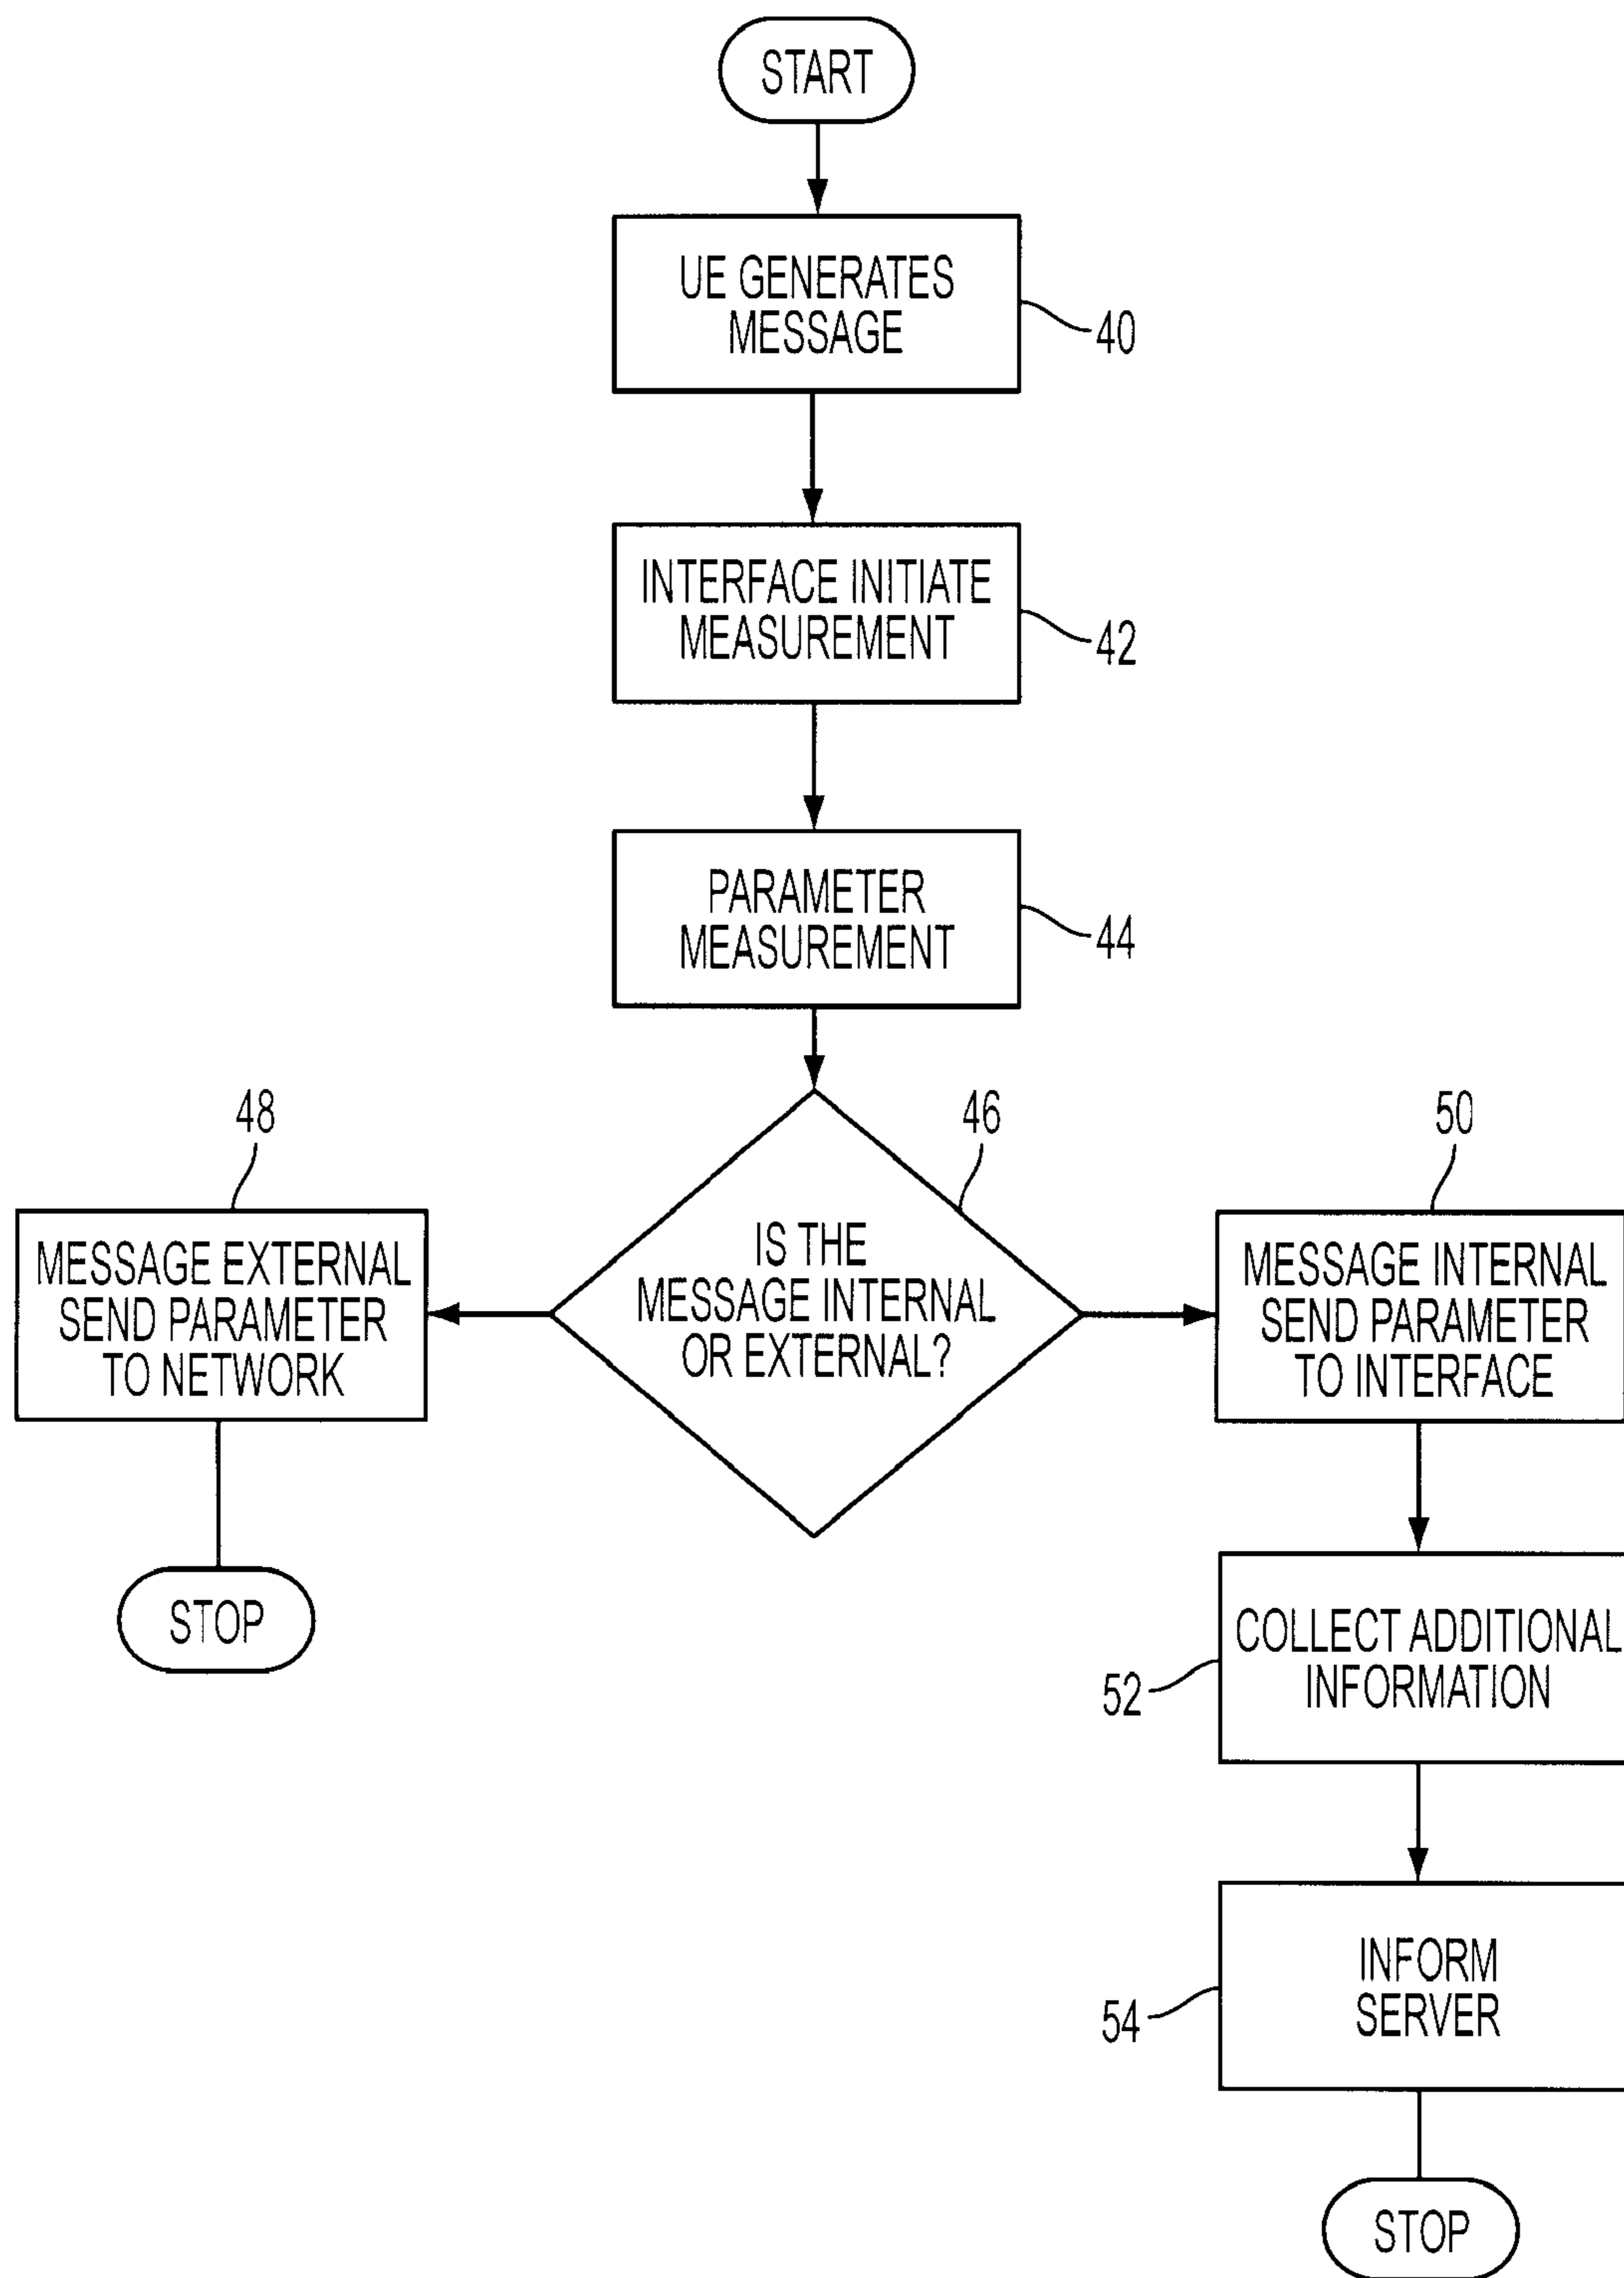 START
UE GENERATES
MESSAGE
40
INTERFACE INITIATE
MEASUREMENT
42
PARAMETER
MEASUREMENT
44
48
46
50
MESSAGE EXTERNAL
SEND PARAMETER
TO NETWORK
IS THE
MESSAGE INTERNAL
OR EXTERNAL?
MESSAGE INTERNAL
SEND PARAMETER
TO INTERFACE
STOP
COLLECT ADDITIONAL
INFORMATION
52
INFORM
SERVER
54
STOP